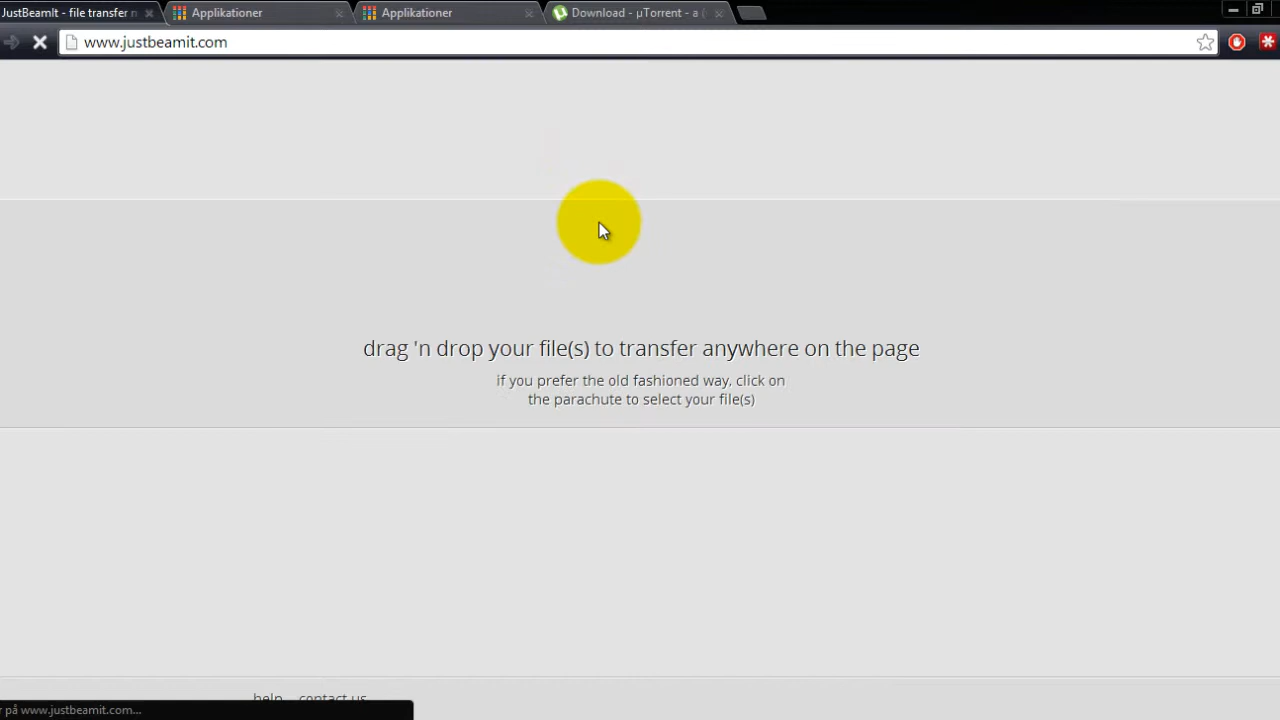 JustBeamIt - file transfer n
Applikationer
Applikationer
Download - µTorrent - a (
www.justbeamit.com
drag 'n drop your file(s) to transfer anywhere on the page
if you prefer the old fashioned way, click on
the parachute to select your file(s)
help contact us
r på www.justbeamit.com...